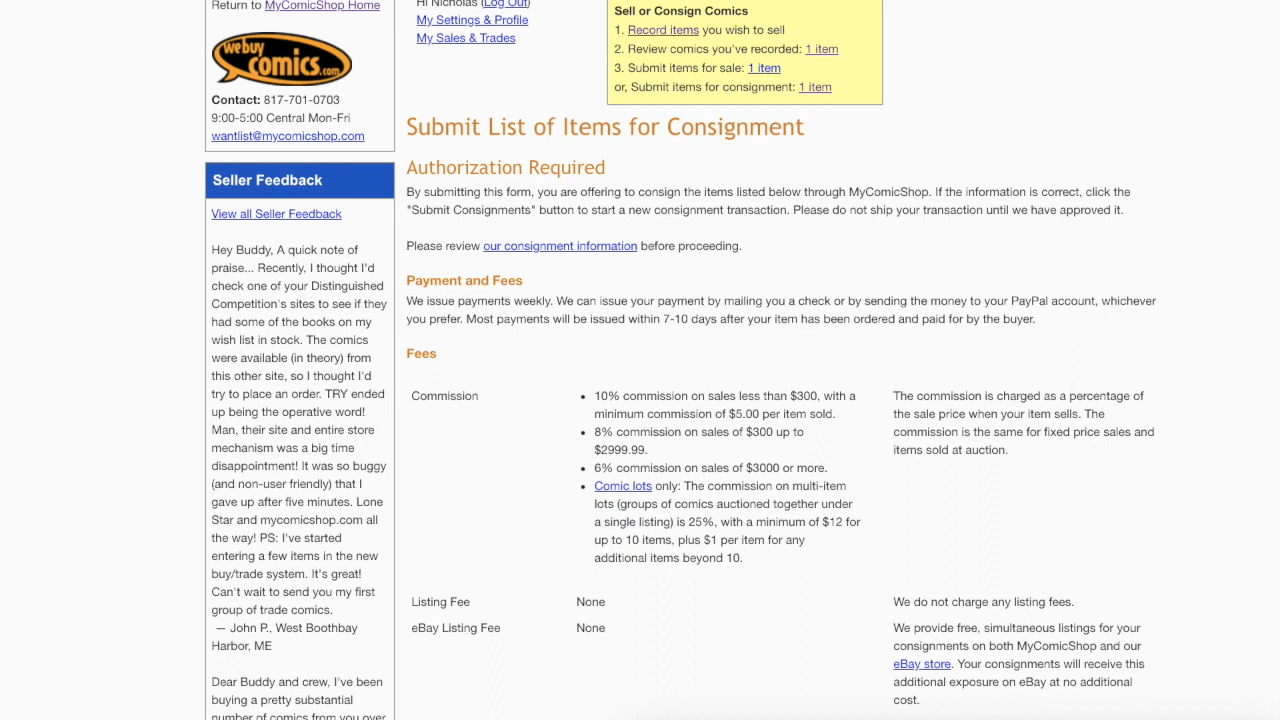 Return to MyComicShop Home
we buy
comics.com
Contact: 817-701-0703
9:00-5:00 Central Mon-Fri
wantlist@mycomicshop.com
Seller Feedback
View all Seller Feedback
Hey Buddy, A quick note of
praise... Recently, I thought I'd
check one of your Distinguished
Competition's sites to see if they
had some of the books on my
wish list in stock. The comics
were available (in theory) from
this other site, so I thought I'd
try to place an order. TRY ended
up being the operative word!
Man, their site and entire store
mechanism was a big time
disappointment! It was so buggy
(and non-user friendly) that I
gave up after five minutes. Lone
Star and mycomicshop.com all
the way! PS: I've started
entering a few items in the new
buy/trade system. It's great!
Can't wait to send you my first
group of trade comics.
— John P., West Boothbay
Harbor, ME
Dear Buddy and crew, I've been
buying a pretty substantial
number of comics from you over
Hi Nicholas (Log Out)
My Settings & Profile
My Sales & Trades
Sell or Consign Comics
1. Record items you wish to sell
2. Review comics you've recorded: 1 item
3. Submit items for sale: 1 item
or, Submit items for consignment: 1 item
Submit List of Items for Consignment
Authorization Required
By submitting this form, you are offering to consign the items listed below through MyComicShop. If the information is correct, click the
"Submit Consignments" button to start a new consignment transaction. Please do not ship your transaction until we have approved it.
Please review our consignment information before proceeding.
Payment and Fees
We issue payments weekly. We can issue your payment by mailing you a check or by sending the money to your PayPal account, whichever
you prefer. Most payments will be issued within 7-10 days after your item has been ordered and paid for by the buyer.
Fees
Commission
• 10% commission on sales less than $300, with a
minimum commission of $5.00 per item sold.
• 8% commission on sales of $300 up to
$2999.99.
• 6% commission on sales of $3000 or more.
• Comic lots only: The commission on multi-item
lots (groups of comics auctioned together under
a single listing) is 25%, with a minimum of $12 for
up to 10 items, plus $1 per item for any
additional items beyond 10.
The commission is charged as a percentage of
the sale price when your item sells. The
commission is the same for fixed price sales and
items sold at auction.
Listing Fee
None
We do not charge any listing fees.
eBay Listing Fee
None
We provide free, simultaneous listings for your
consignments on both MyComicShop and our
eBay store. Your consignments will receive this
additional exposure on eBay at no additional
cost.